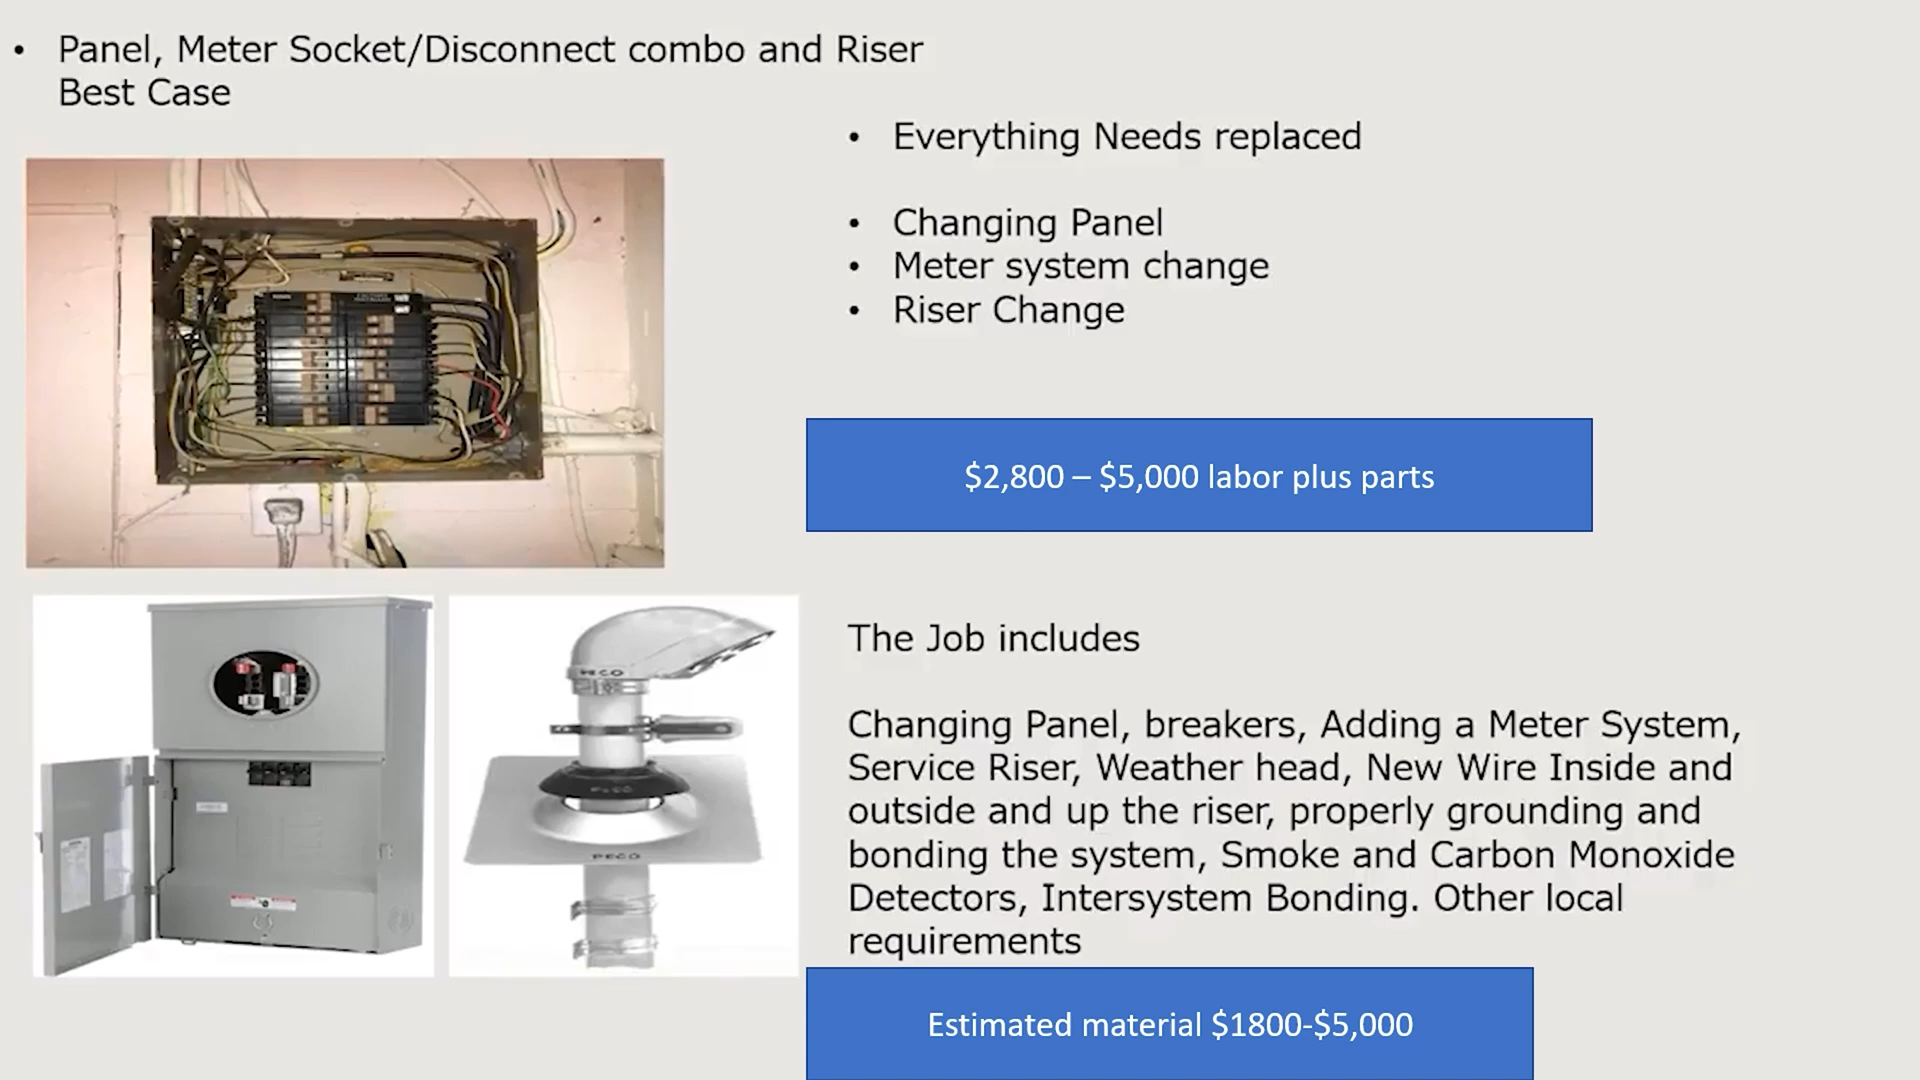 • Panel, Meter Socket/Disconnect combo and Riser
Best Case
• Everything Needs replaced
• Changing Panel
• Meter system change
• Riser Change
$2,800 – $5,000 labor plus parts
The Job includes
Changing Panel, breakers, Adding a Meter System,
Service Riser, Weather head, New Wire Inside and
outside and up the riser, properly grounding and
bonding the system, Smoke and Carbon Monoxide
Detectors, Intersystem Bonding. Other local
requirements
Estimated material $1800-$5,000
PECO
PECO
PECO